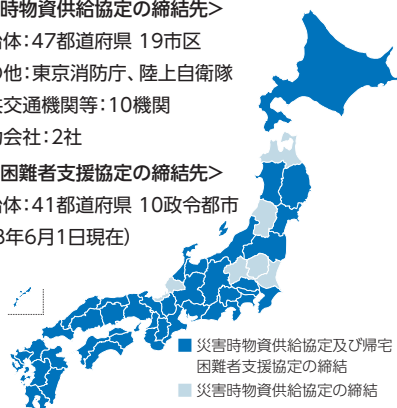 時物資供給協定の締結先>
体:47都道府県 19市区
他:東京消防庁、陸上自衛隊
交通機関等:10機関
会社:2社
困難者支援協定の締結先>
体:41都道府県 10政令都市
年6月1日現在)
■ 災害時物資供給協定及び帰宅
困難者支援協定の締結
■ 災害時物資供給協定の締結